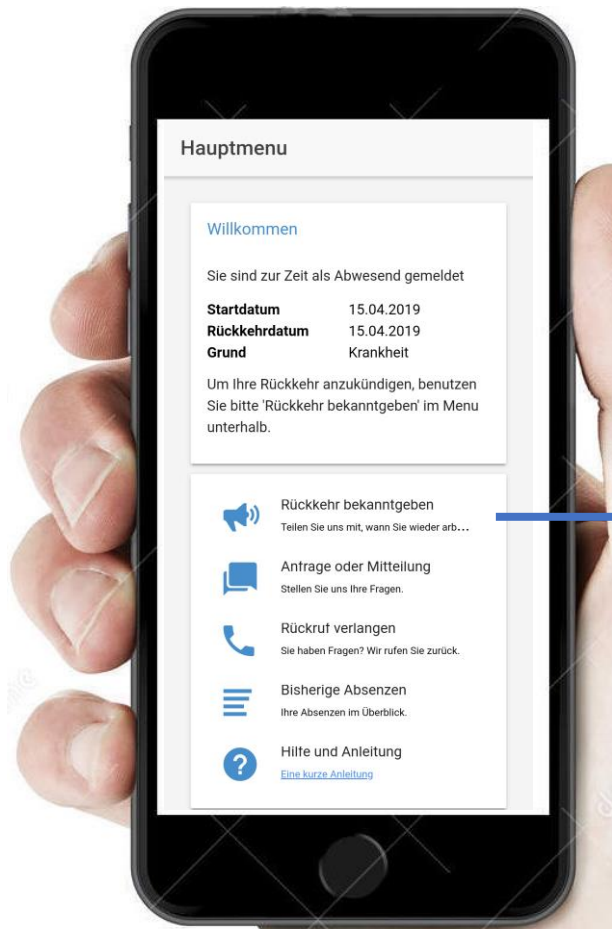 Hauptmenu
Willkommen
Sie sind zur Zeit als Abwesend gemeldet
Startdatum 15.04.2019
Rückkehrdatum 15.04.2019
Grund Krankheit
Um Ihre Rückkehr anzukündigen, benutzen
Sie bitte 'Rückkehr bekanntgeben' im Menu
unterhalb.
Rückkehr bekanntgeben
Teilen Sie uns mit, wann Sie wieder arb...
Anfrage oder Mitteilung
Stellen Sie uns Ihre Fragen.
Rückruf verlangen
Sie haben Fragen? Wir rufen Sie zurück.
Bisherige Absenzen
Ihre Absenzen im Überblick.
Hilfe und Anleitung
?
Eine kurze Anleitung